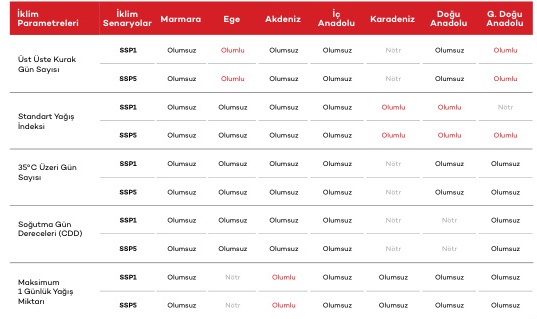 İklim Parametreleri İklim Senaryolar Marmara Ege Akdeniz İç Anadolu Karadeniz Doğu Anadolu G. Doğu Anadolu
Üst Üste Kurak Gün Sayısı SSP1 Olumsuz Olumlu Olumsuz Olumsuz Nötr Olumsuz Olumlu
SSP5 Olumsuz Olumlu Olumsuz Olumsuz Nötr Olumsuz Olumlu
Standart Yağış İndeksi SSP1 Olumsuz Olumsuz Olumsuz Olumsuz Olumlu Olumlu Nötr
SSP5 Olumsuz Olumsuz Olumsuz Olumsuz Olumlu Olumlu Olumlu
35°C Üzeri Gün Sayısı SSP1 Olumsuz Olumsuz Olumsuz Olumsuz Nötr Olumsuz Olumsuz
SSP5 Olumsuz Olumsuz Olumsuz Olumsuz Nötr Olumsuz Olumsuz
Soğutma Gün Dereceleri (CDD) SSP1 Olumsuz Olumsuz Olumsuz Olumsuz Nötr Nötr Olumsuz
SSP5 Olumsuz Olumsuz Olumsuz Olumsuz Nötr Nötr Olumsuz
Maksimum 1 Günlük Yağış Miktarı SSP1 Olumsuz Nötr Olumlu Olumsuz Olumsuz Olumsuz Olumsuz
SSP5 Olumsuz Nötr Olumlu Olumsuz Olumsuz Olumsuz Olumsuz